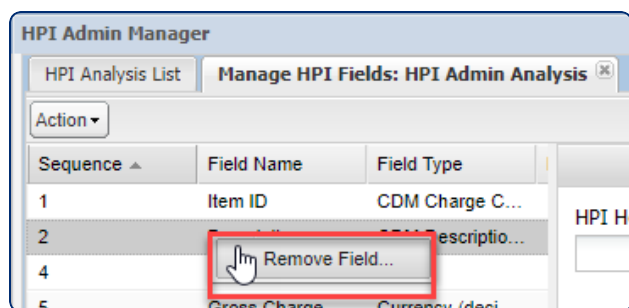 HPI Admin Manager
HPI Analysis List Manage HPI Fields: HPI Admin Analysis
Action
Sequence Field Name Field Type
1 Item ID CDM Charge C...
HPI H
2 Descriptio...
Remove Field...
4
5 Gross Charge Currency (deci